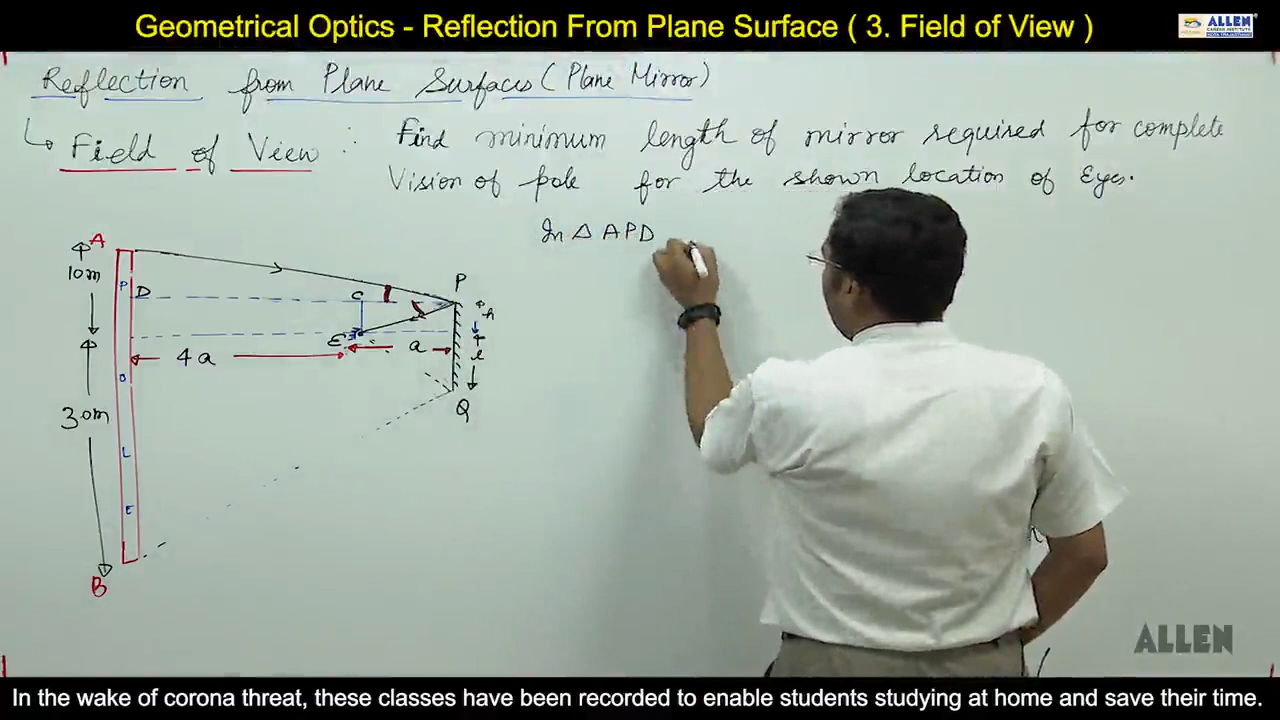 Geometrical Optics - Reflection From Plane Surface ( 3. Field of View )
ALLEN
CAREER INSTITUTE
Reflection from Plane Surfaces (Plane Mirror)
Field of View : Find minimum length of mirror required for complete
Vision of pole for the shown location of Eyes.
In Δ APD
A
10m
P
D
C
P
h
E
4a
a
l
O
30m
Q
L
E
B
ALLEN
In the wake of corona threat, these classes have been recorded to enable students studying at home and save their time.